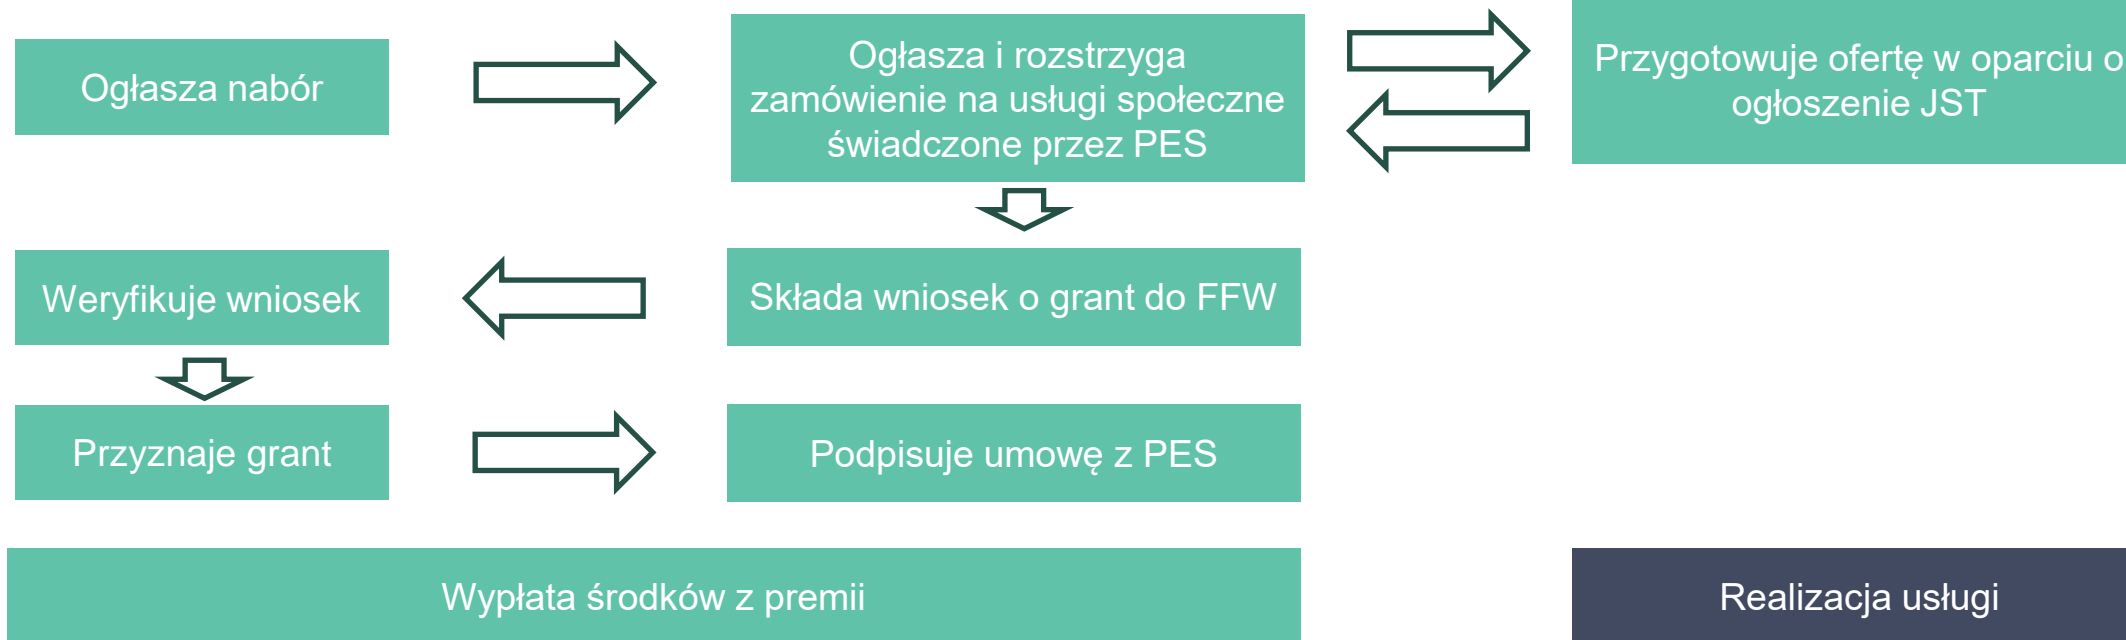 Ogłasza nabór
Ogłasza i rozstrzyga
zamówienie na usługi społeczne
świadczone przez PES
Przygotowuje ofertę w oparciu o
ogłoszenie JST
Weryfikuje wniosek
Składa wniosek o grant do FFW
Przyznaje grant
Podpisuje umowę z PES
Wypłata środków z premii
Realizacja usługi